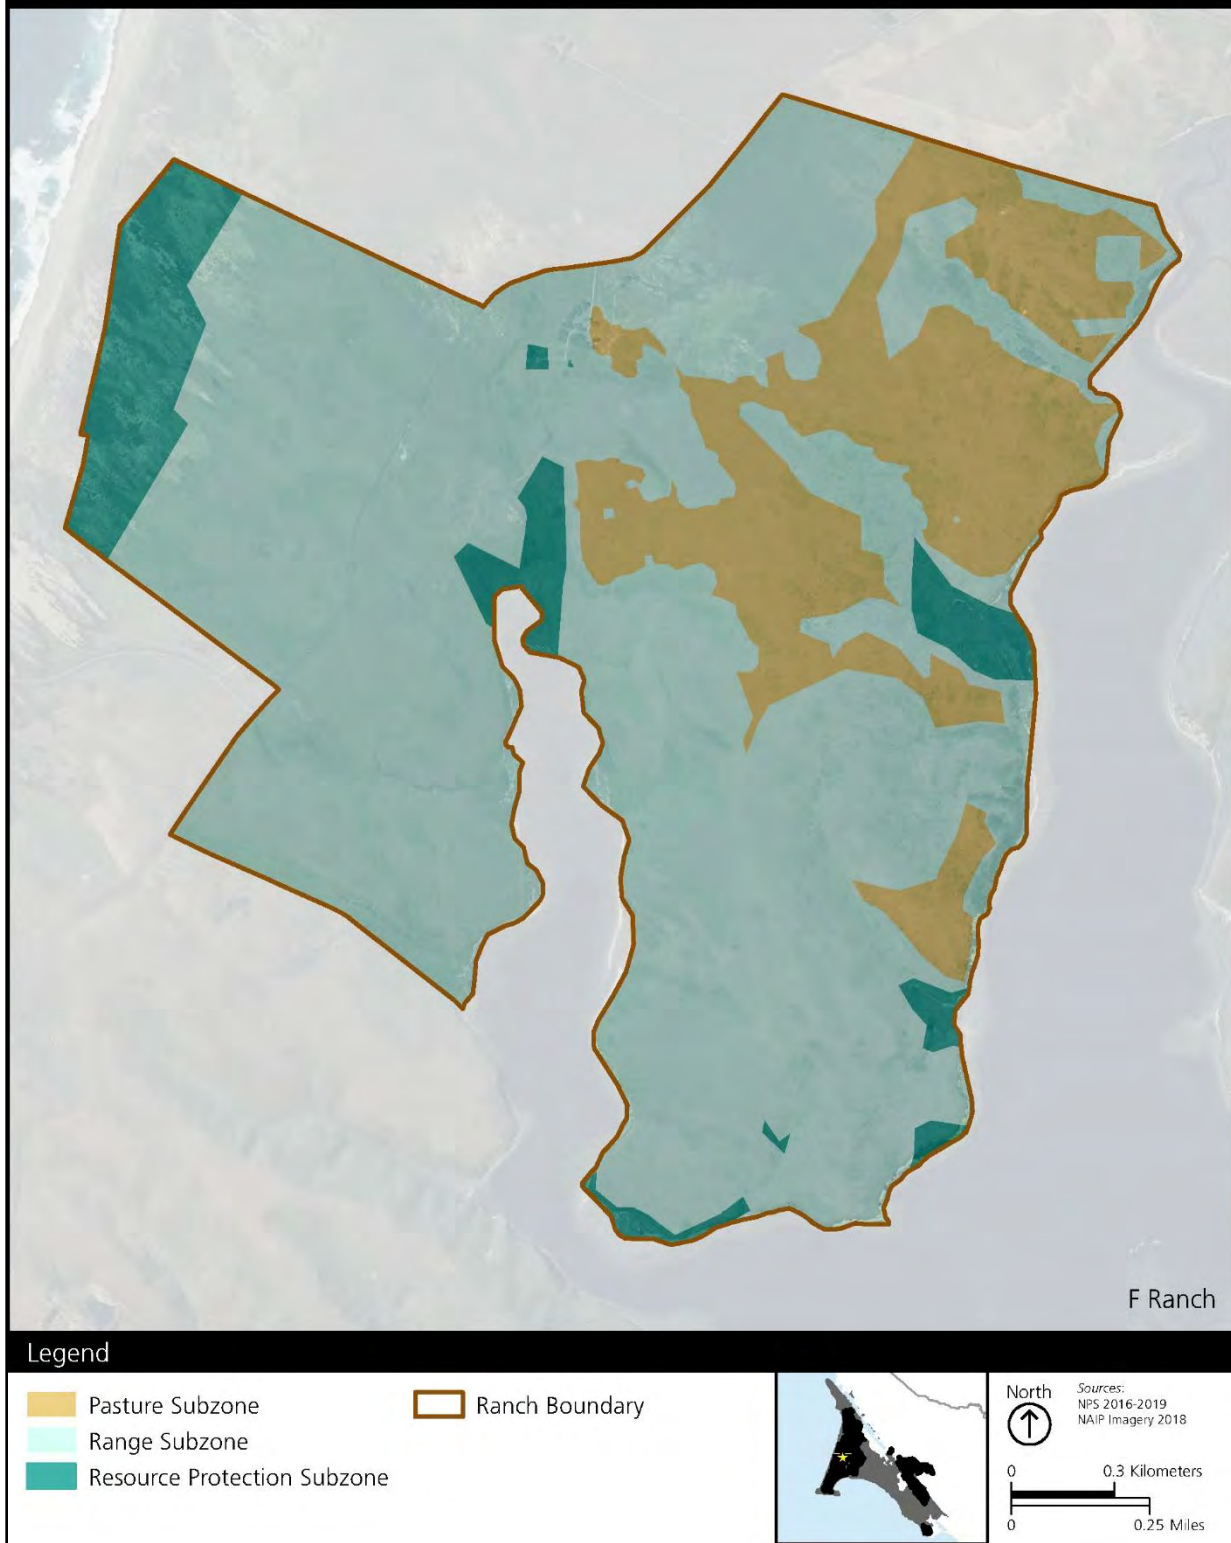 F Ranch
Legend
Pasture Subzone
Range Subzone
Resource Protection Subzone
Ranch Boundary
North
Sources:
NPS 2016-2019
NAIP Imagery 2018
0 0.3 Kilometers
0 0.25 Miles